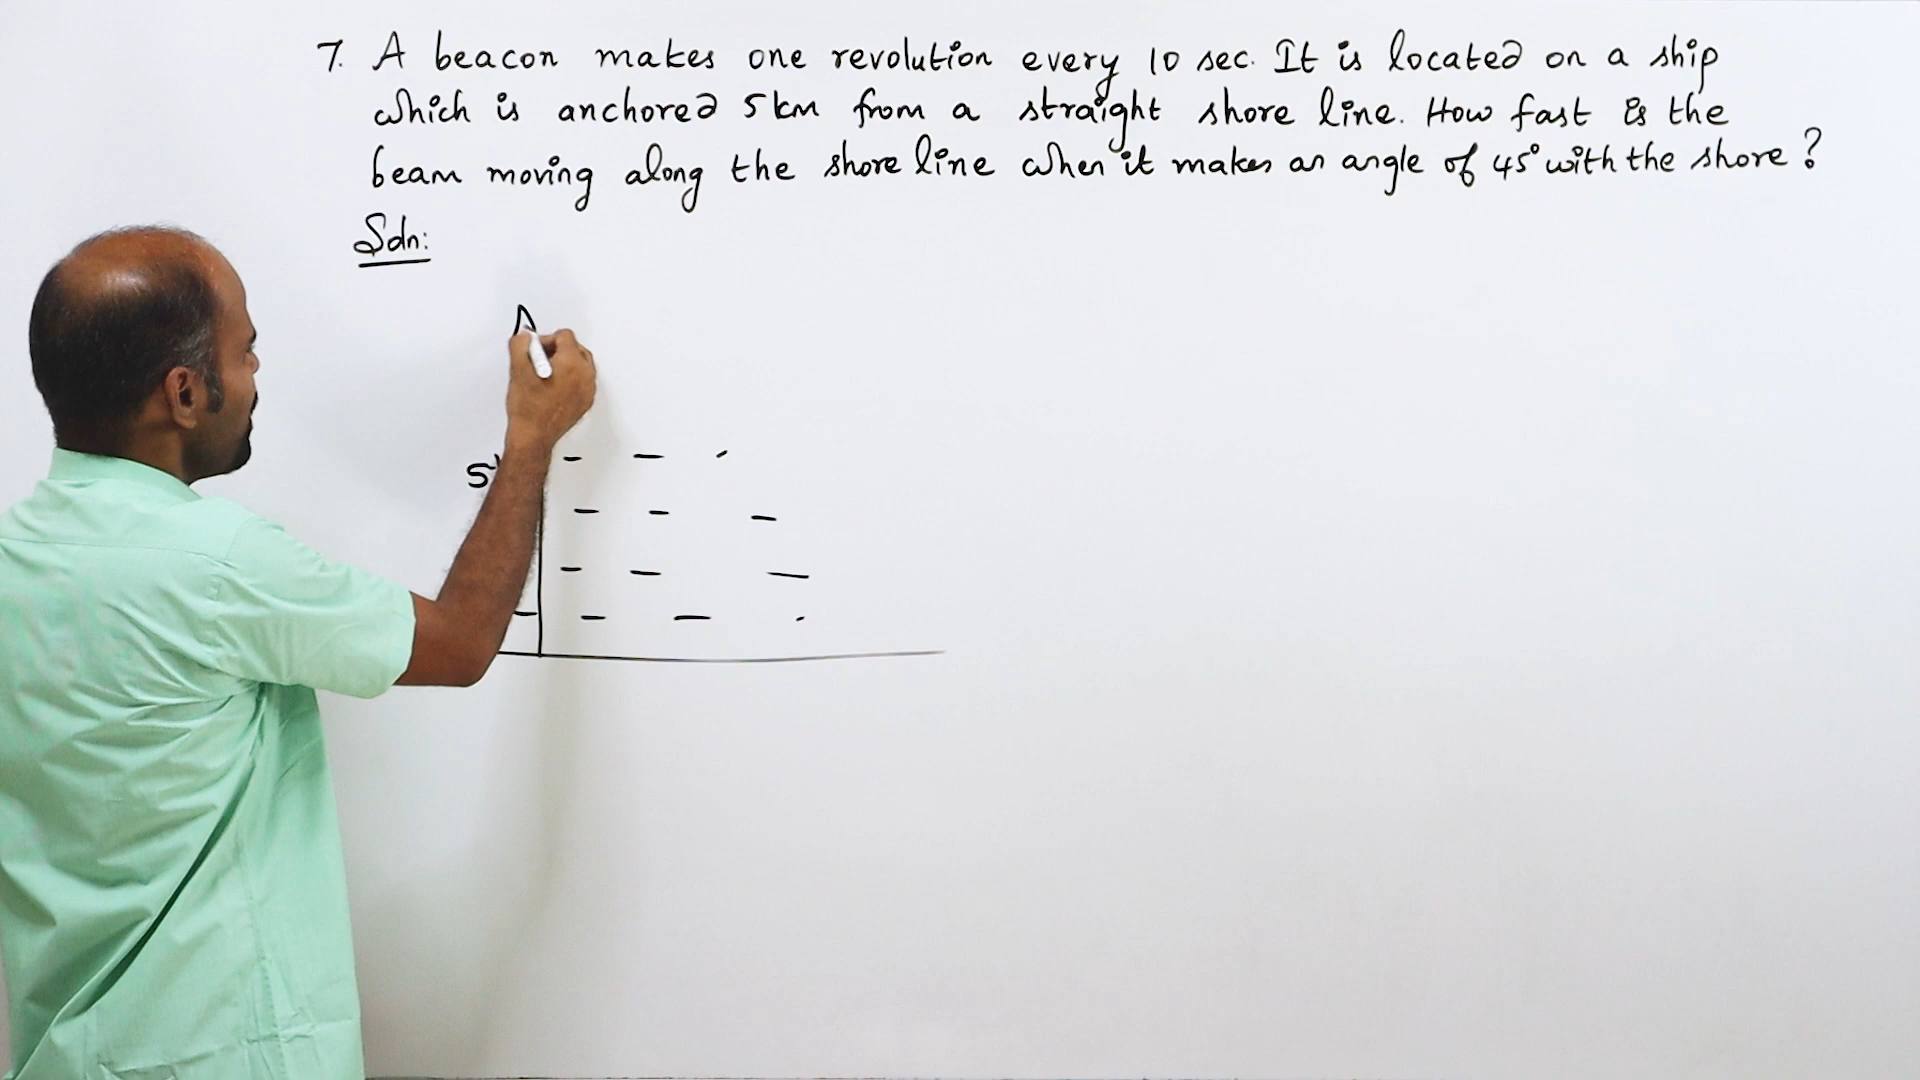 7. A beacon makes one revolution every 10 sec. It is located on a ship
which is anchored 5 km from a straight shore line. How fast is the
beam moving along the shore line when it makes an angle of 45° with the shore?
Soln:
5